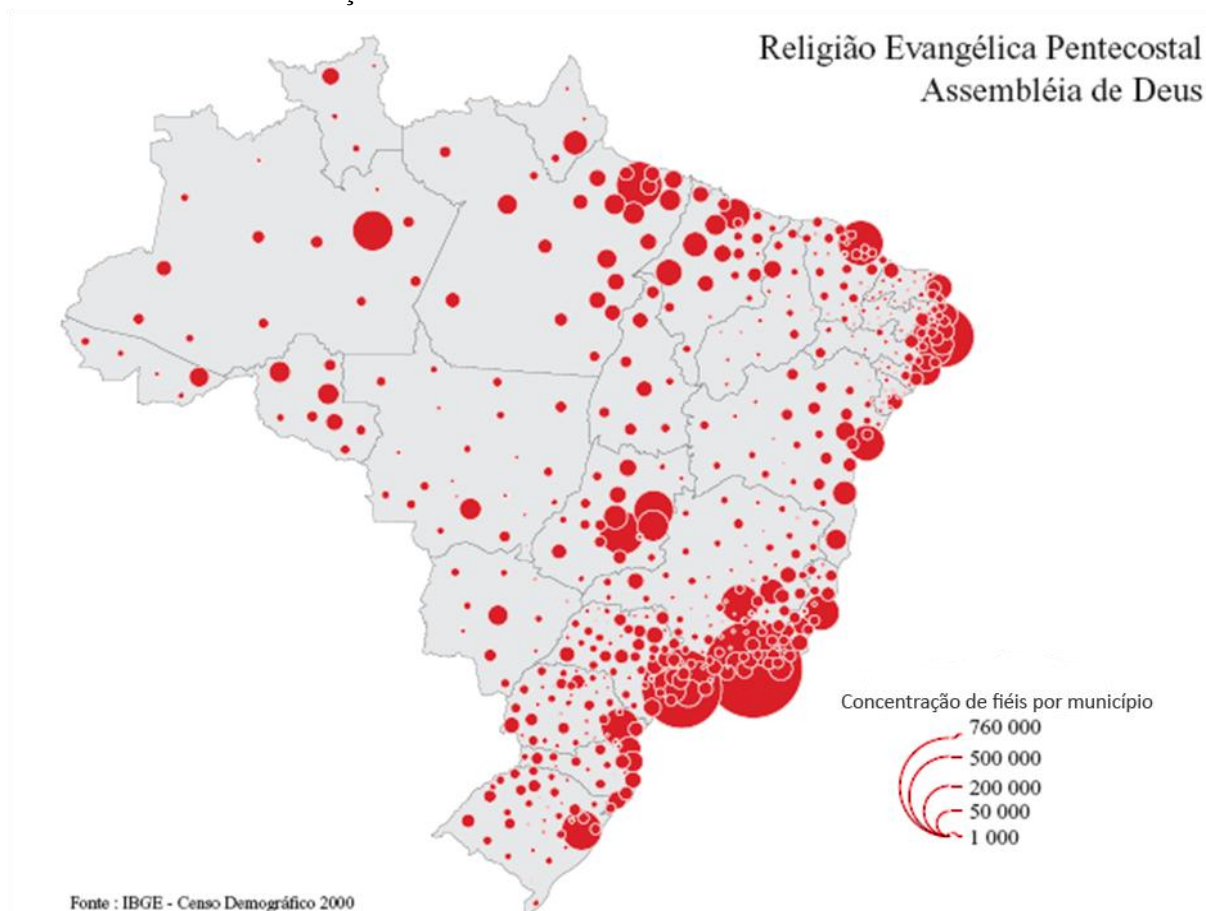 Religião Evangélica Pentecostal
Assembléia de Deus
Concentração de fiéis por município
760 000
500 000
200 000
50 000
1 000
Fonte : IBGE - Censo Demográfico 2000